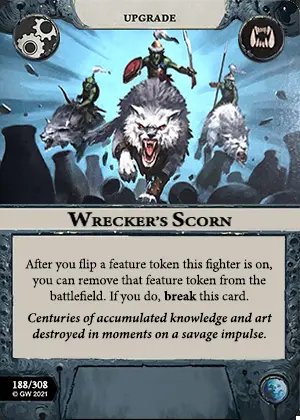 UPGRADE
WRECKER'S SCORN
After you flip a feature token this fighter is on,
you can remove that feature token from the
battlefield. If you do, break this card.
Centuries of accumulated knowledge and art
destroyed in moments on a savage impulse.
188/308
© GW 2021